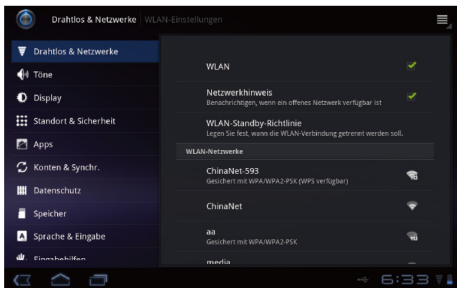 Drahtlos & Netzwerke WLAN-Einstellungen
Drahtlos & Netzwerke
Töne
Display
Standort & Sicherheit
Apps
Konten & Synchr.
Datenschutz
Speicher
Sprache & Eingabe
Eingabehilfen
WLAN
Netzwerkhinweis
Benachrichtigen, wenn ein offenes Netzwerk verfügbar ist
WLAN-Standby-Richtlinie
Legen Sie fest, wann die WLAN-Verbindung getrennt werden soll.
WLAN-Netzwerke
ChinaNet-593
Gesichert mit WPA/WPA2-PSK (WPS verfügbar)
ChinaNet
aa
Gesichert mit WPA/WPA2-PSK
media
6:33